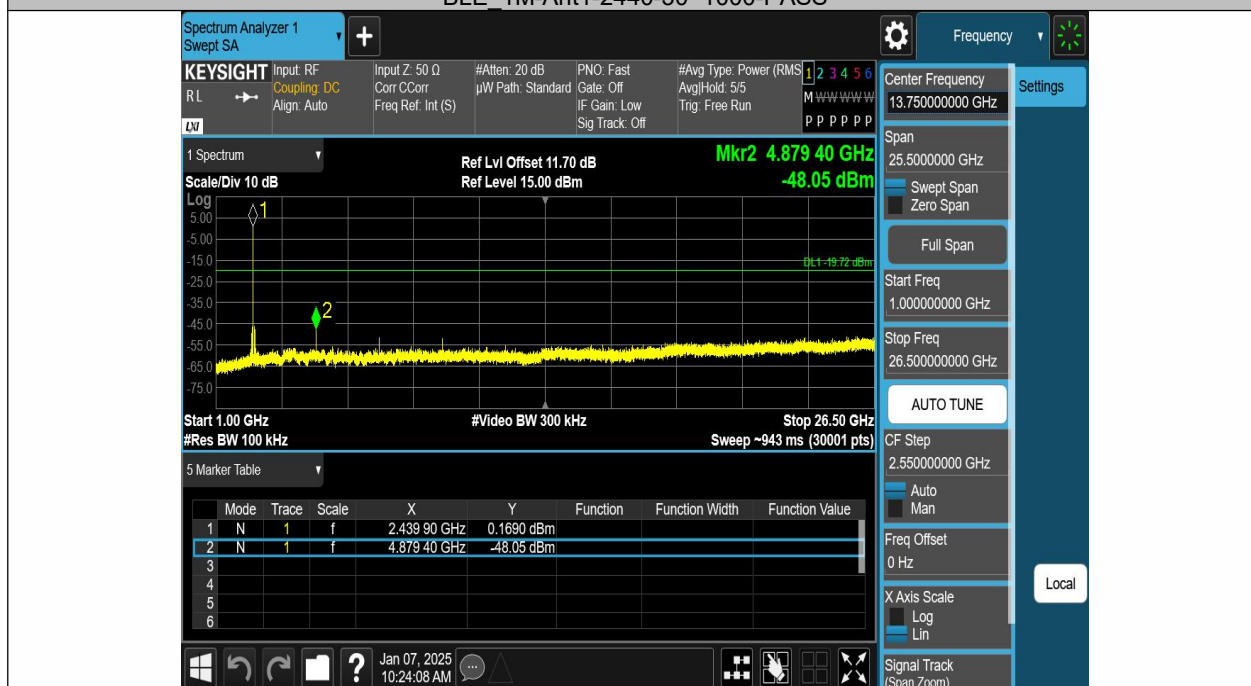 BLE_1M-Ant1-2440-30~1000-PASS
Spectrum Analyzer 1
Swept SA
Frequency
KEYSIGHT
RL
LXI
Input: RF
Coupling: DC
Align: Auto
Input Z: 50 Ω
Corr CCorr
Freq Ref: Int (S)
#Atten: 20 dB
µW Path: Standard
PNO: Fast
Gate: Off
IF Gain: Low
Sig Track: Off
#Avg Type: Power (RMS
Avg|Hold: 5/5
Trig: Free Run
1 2 3 4 5 6
M W W W W W
P P P P P P
1 Spectrum
Scale/Div 10 dB
Ref Lvl Offset 11.70 dB
Ref Level 15.00 dBm
Mkr2 4.879 40 GHz
-48.05 dBm
Log
5.00
-5.00
-15.0
-25.0
-35.0
-45.0
-55.0
-65.0
-75.0
1
2
DL1 -19.72 dBm
Start 1.00 GHz
#Video BW 300 kHz
Stop 26.50 GHz
#Res BW 100 kHz
Sweep ~943 ms (30001 pts)
5 Marker Table
Mode Trace Scale X Y Function Function Width Function Value
1 N 1 f 2.439 90 GHz 0.1690 dBm
2 N 1 f 4.879 40 GHz -48.05 dBm
3
4
5
6
?
Jan 07, 2025
10:24:08 AM
Center Frequency
13.750000000 GHz
Settings
Span
25.5000000 GHz
Swept Span
Zero Span
Full Span
Start Freq
1.000000000 GHz
Stop Freq
26.500000000 GHz
AUTO TUNE
CF Step
2.550000000 GHz
Auto
Man
Freq Offset
0 Hz
X Axis Scale
Log
Lin
Local
Signal Track
(Span Zoom)